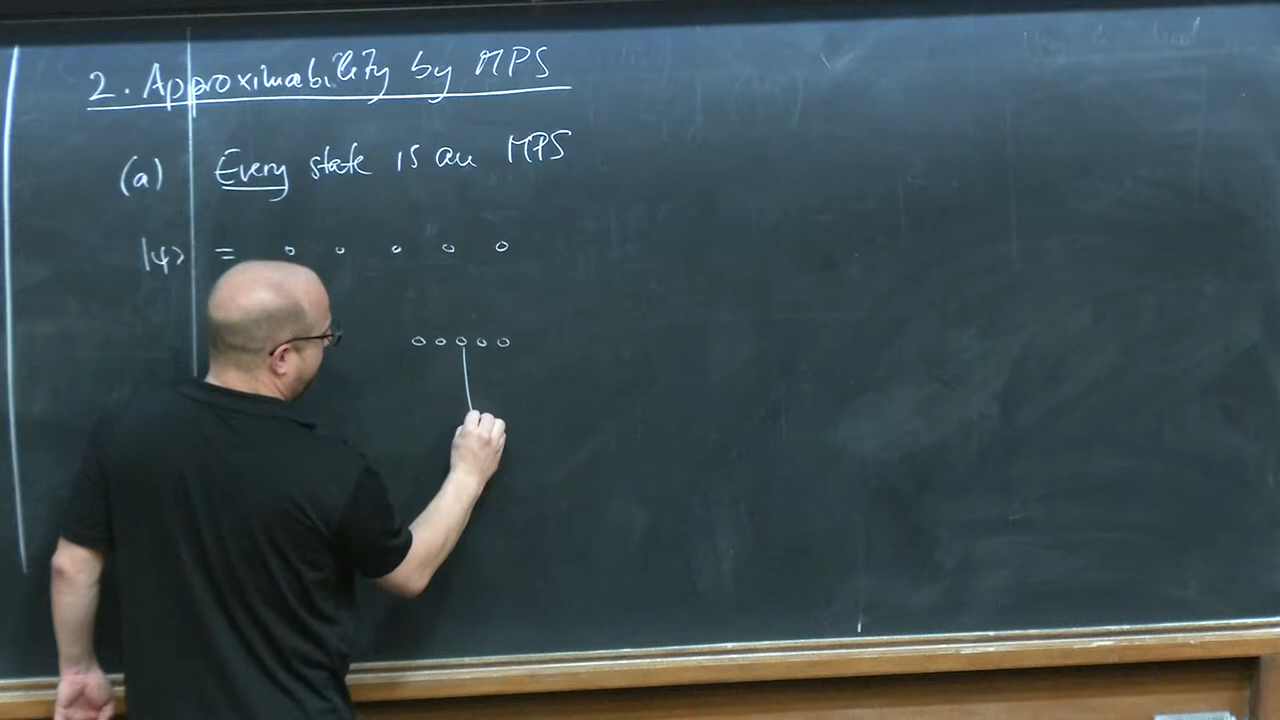 2. Approximability by MPS
(a) Every state is an MPS
|ψ> = o o o o o
o o o o o